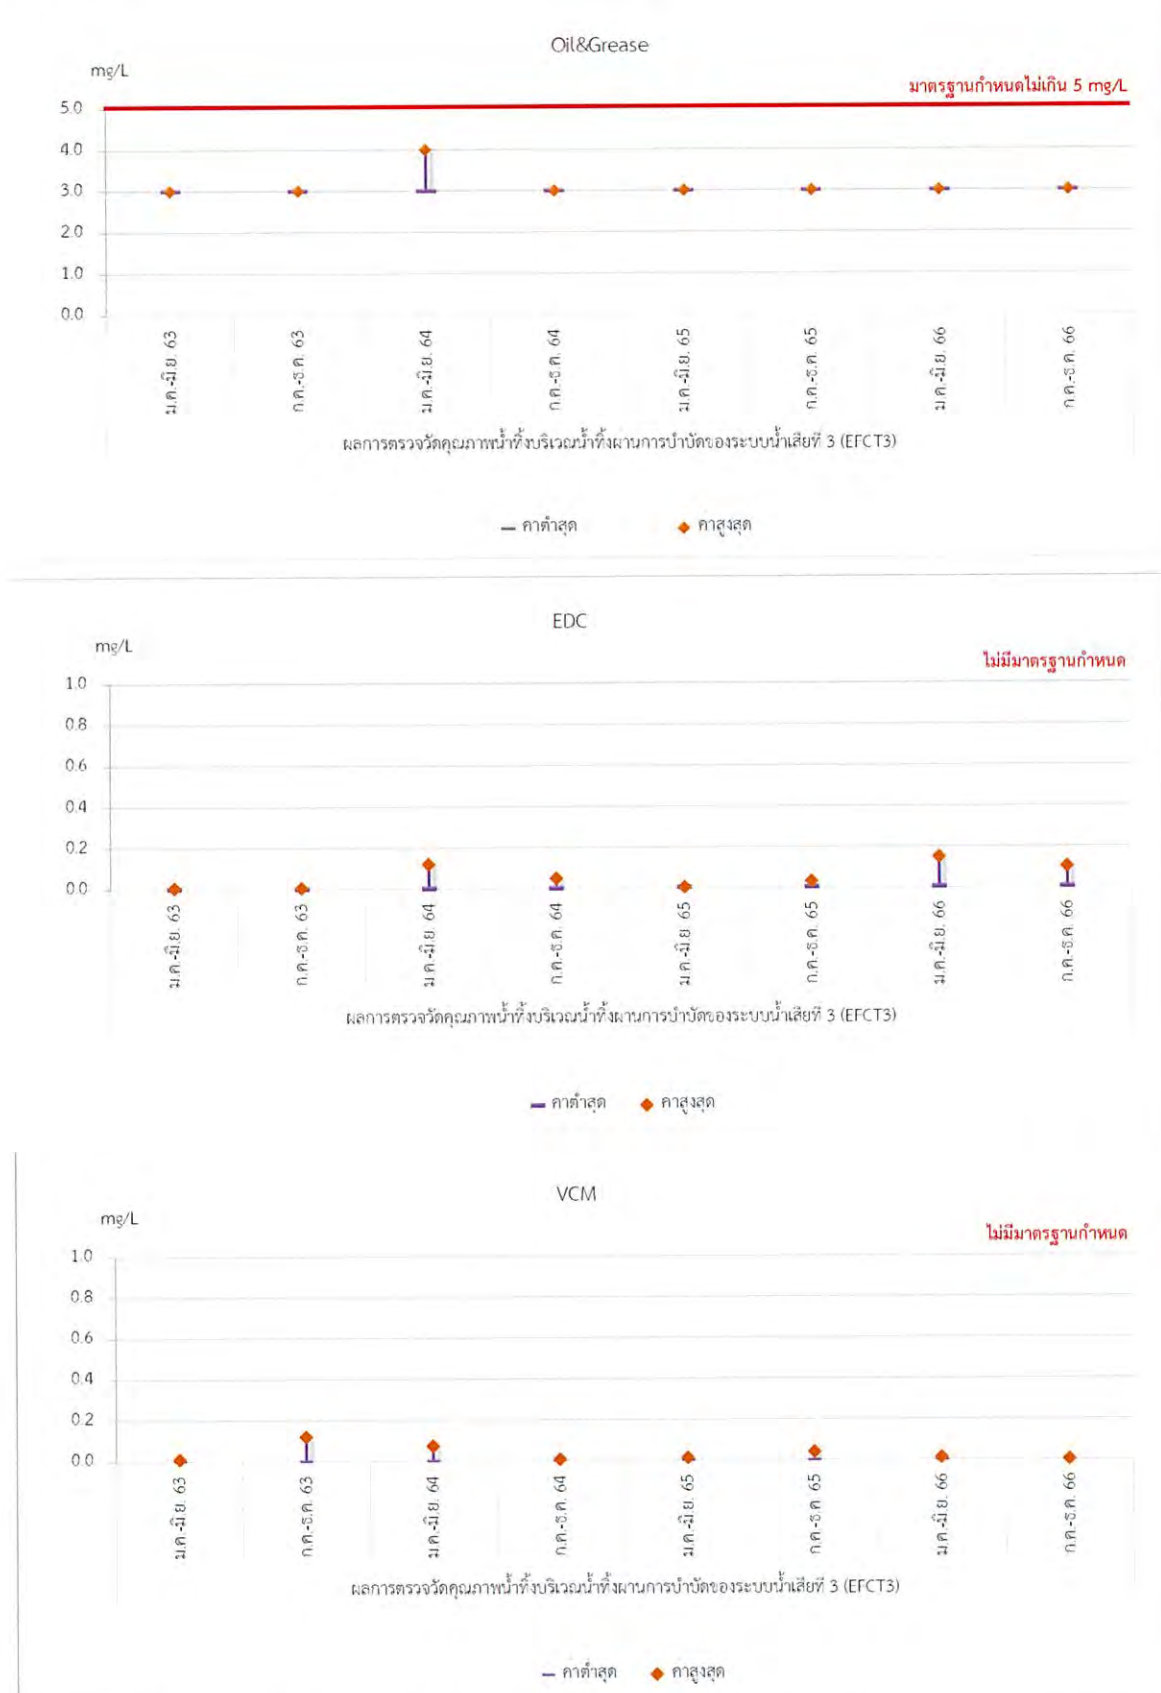 Oil&Grease
mg/L
มาตรฐานกำหนดไม่เกิน 5 mg/L
5.0
4.0
3.0
2.0
1.0
0.0
ม.ค.-มิ.ย. 63
ก.ค.-ธ.ค. 63
ม.ค.-มิ.ย. 64
ก.ค.-ธ.ค. 64
ม.ค.-มิ.ย. 65
ก.ค.-ธ.ค. 65
ม.ค.-มิ.ย. 66
ก.ค.-ธ.ค. 66
ผลการตรวจวัดคุณภาพน้ำทิ้งบริเวณน้ำทิ้งผ่านการบำบัดของระบบน้ำเสียที่ 3 (EFCT3)
ค่าต่ำสุด ค่าสูงสุด
EDC
mg/L
ไม่มีมาตรฐานกำหนด
1.0
0.8
0.6
0.4
0.2
0.0
ม.ค.-มิ.ย. 63
ก.ค.-ธ.ค. 63
ม.ค.-มิ.ย. 64
ก.ค.-ธ.ค. 64
ม.ค.-มิ.ย. 65
ก.ค.-ธ.ค. 65
ม.ค.-มิ.ย. 66
ก.ค.-ธ.ค. 66
ผลการตรวจวัดคุณภาพน้ำทิ้งบริเวณน้ำทิ้งผ่านการบำบัดของระบบน้ำเสียที่ 3 (EFCT3)
ค่าต่ำสุด ค่าสูงสุด
VCM
mg/L
ไม่มีมาตรฐานกำหนด
1.0
0.8
0.6
0.4
0.2
0.0
ม.ค.-มิ.ย. 63
ก.ค.-ธ.ค. 63
ม.ค.-มิ.ย. 64
ก.ค.-ธ.ค. 64
ม.ค.-มิ.ย. 65
ก.ค.-ธ.ค. 65
ม.ค.-มิ.ย. 66
ก.ค.-ธ.ค. 66
ผลการตรวจวัดคุณภาพน้ำทิ้งบริเวณน้ำทิ้งผ่านการบำบัดของระบบน้ำเสียที่ 3 (EFCT3)
ค่าต่ำสุด ค่าสูงสุด